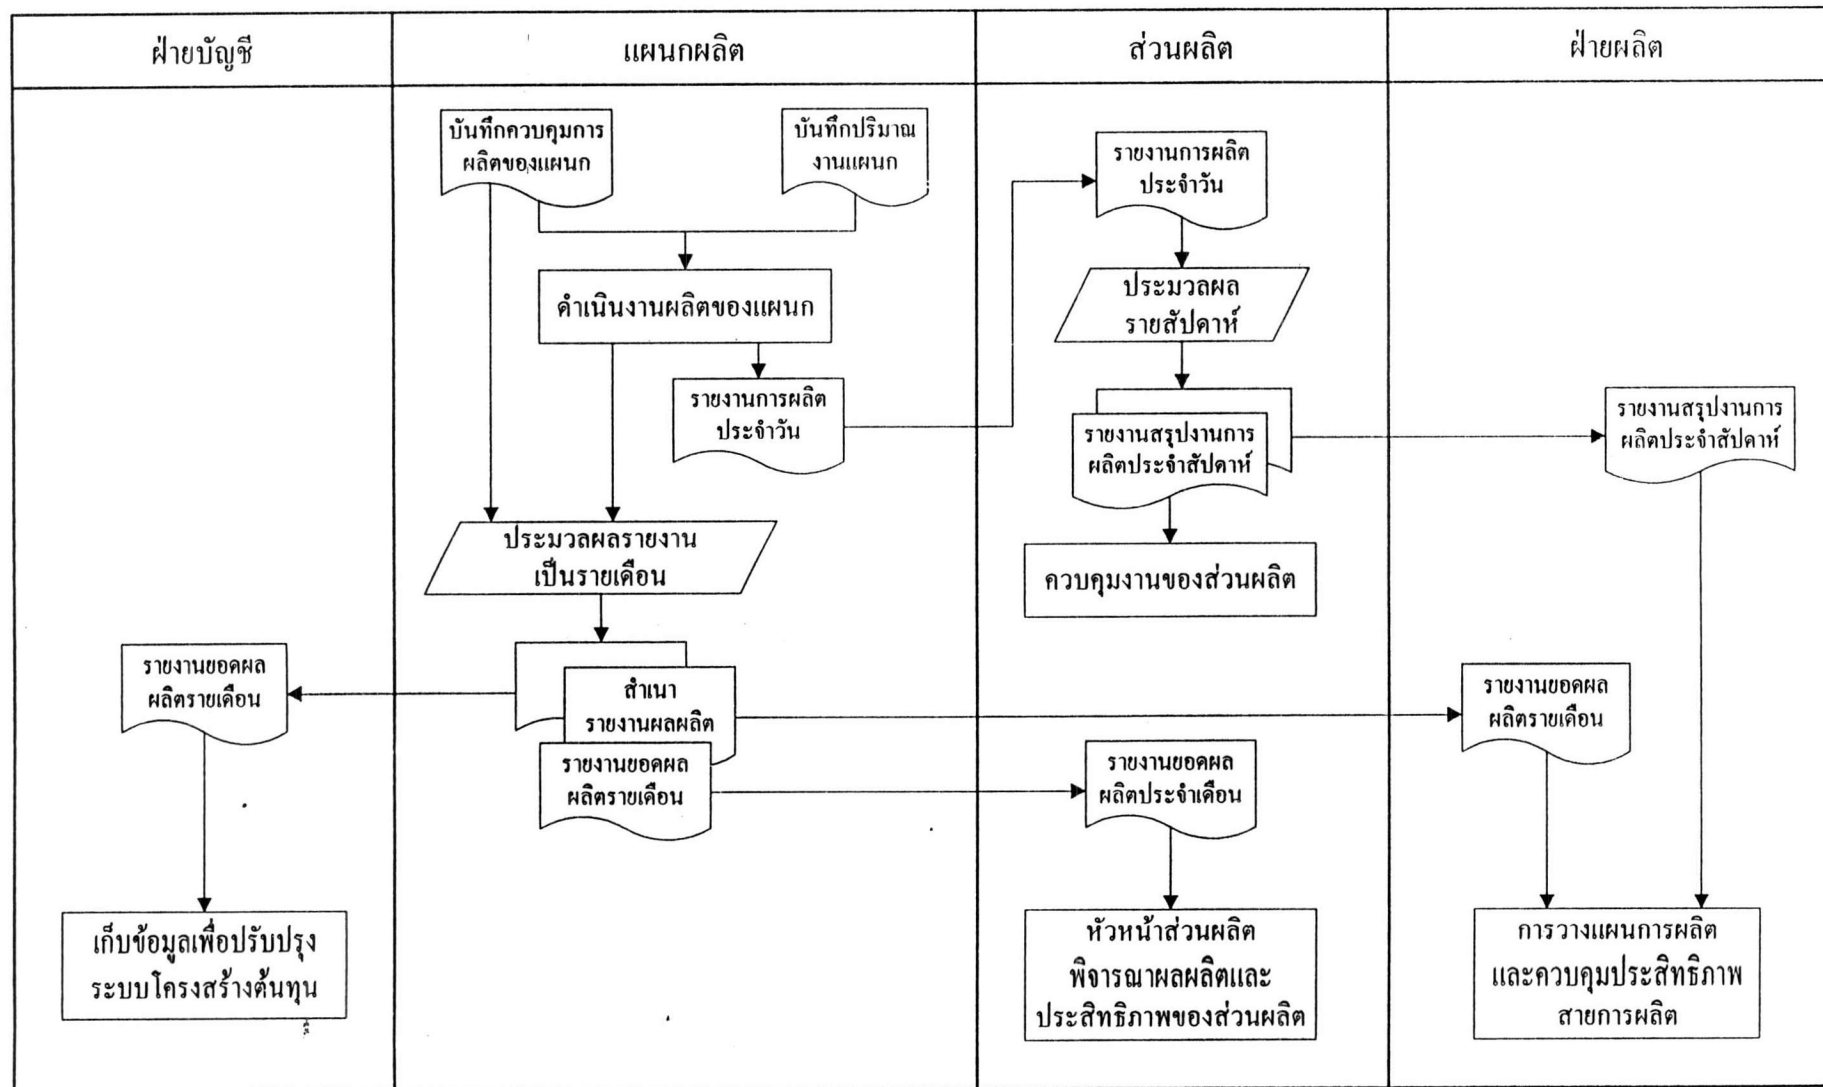 ฝ่ายบัญชี
แผนกผลิต
ส่วนผลิต
ฝ่ายผลิต
บันทึกควบคุมการ
ผลิตของแผนก
บันทึกปริมาณ
งานแผนก
ดำเนินงานผลิตของแผนก
รายงานการผลิต
ประจำวัน
ประมวลผลรายงาน
เป็นรายเดือน
สำเนา
รายงานผลผลิต
รายงานยอดผล
ผลิตรายเดือน
รายงานยอดผล
ผลิตรายเดือน
เก็บข้อมูลเพื่อปรับปรุง
ระบบโครงสร้างต้นทุน
รายงานการผลิต
ประจำวัน
ประมวลผล
รายสัปดาห์
รายงานสรุปงานการ
ผลิตประจำสัปดาห์
ควบคุมงานของส่วนผลิต
รายงานยอดผล
ผลิตประจำเดือน
หัวหน้าส่วนผลิต
พิจารณาผลผลิตและ
ประสิทธิภาพของส่วนผลิต
รายงานสรุปงานการ
ผลิตประจำสัปดาห์
รายงานยอดผล
ผลิตรายเดือน
การวางแผนการผลิต
และควบคุมประสิทธิภาพ
สายการผลิต